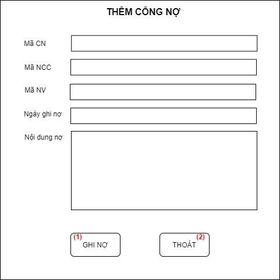 THÊM CÔNG NỢ
Mã CN
Mã NCC
Mã NV
Ngày ghi nợ
Nội dung nợ
(1)
GHI NỢ
(2)
THOÁT